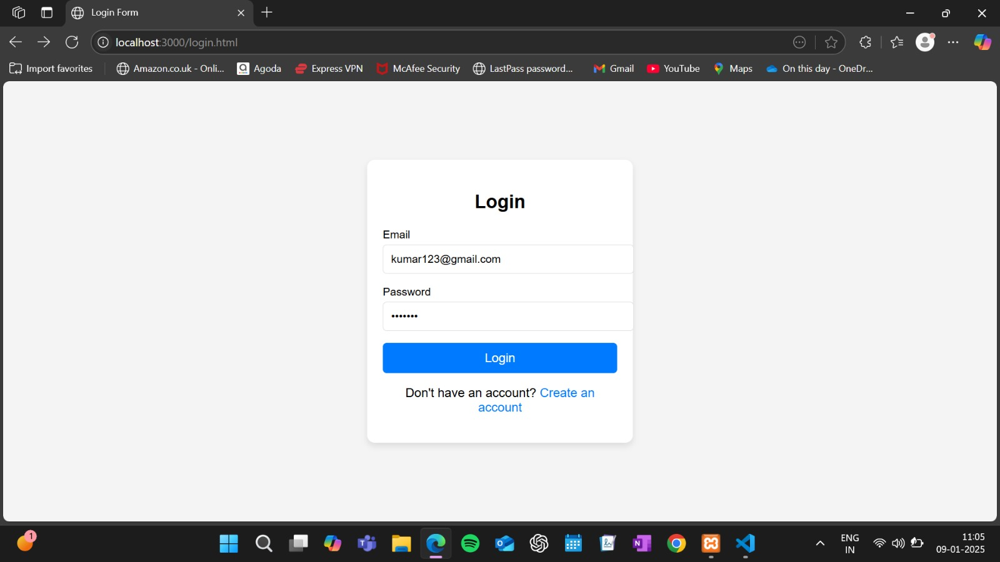 Login Form
localhost:3000/login.html
Import favorites
Amazon.co.uk - Onli...
Agoda
Express VPN
McAfee Security
LastPass password...
Gmail
YouTube
Maps
On this day - OneDr...
Login
Email
kumar123@gmail.com
Password
•••••••
Login
Don't have an account? Create an
account
1
ENG
IN
11:05
09-01-2025